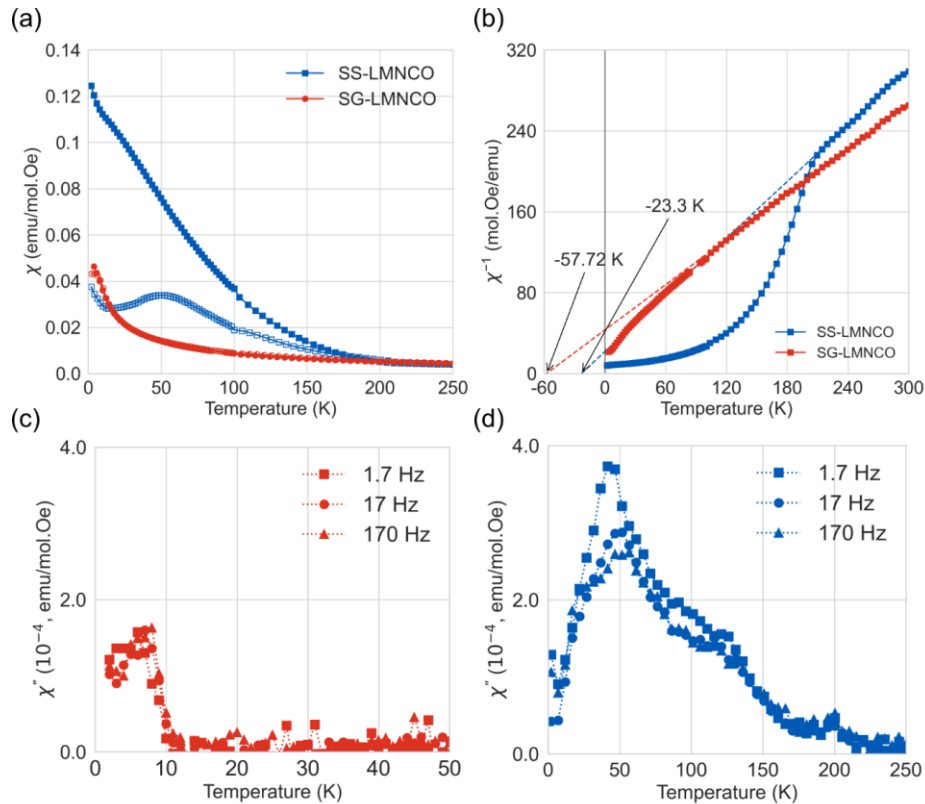 (a)
0.14
0.12
0.10
0.08
0.06
0.04
0.02
0.0
χ (emu/mol.Oe)
SS-LMNCO
SG-LMNCO
0 50 100 150 200 250
Temperature (K)
(b)
320
240
160
80
0
χ⁻¹ (mol.Oe/emu)
-23.3 K
-57.72 K
SS-LMNCO
SG-LMNCO
-60 0 60 120 180 240 300
Temperature (K)
(c)
4.0
2.0
0.0
χ″ (10⁻⁴, emu/mol.Oe)
1.7 Hz
17 Hz
170 Hz
0 10 20 30 40 50
Temperature (K)
(d)
4.0
2.0
0.0
χ″ (10⁻⁴, emu/mol.Oe)
1.7 Hz
17 Hz
170 Hz
0 50 100 150 200 250
Temperature (K)